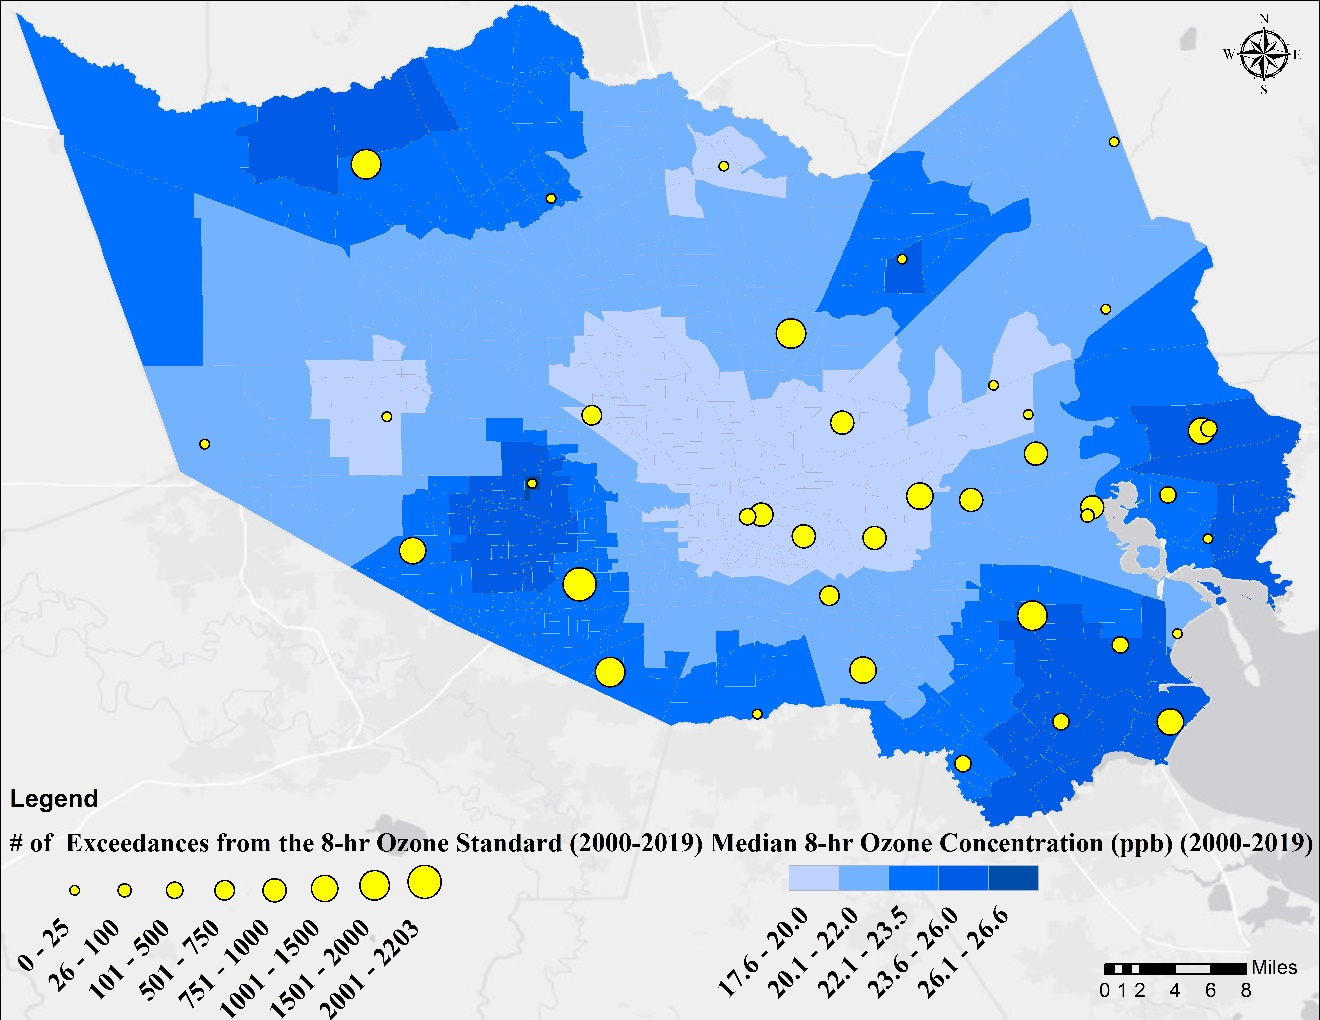 N
W E
S
Legend
# of Exceedances from the 8-hr Ozone Standard (2000-2019) Median 8-hr Ozone Concentration (ppb) (2000-2019)
0 - 25
26 - 100
101 - 500
501 - 750
751 - 1000
1001 - 1500
1501 - 2000
2001 - 2203
17.6 - 20.0
20.1 - 22.0
22.1 - 23.5
23.6 - 26.0
26.1 - 26.6
Miles
0 1 2 4 6 8